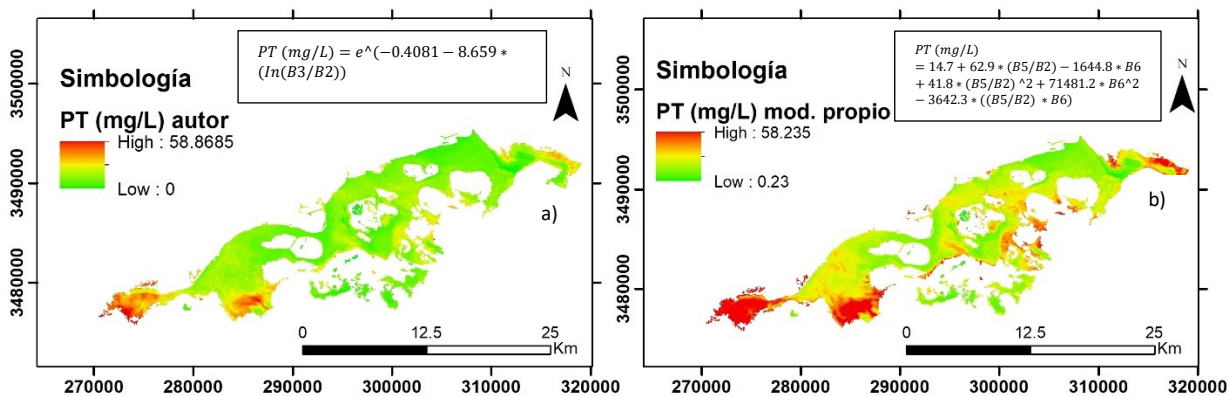 PT (mg/L) = e^(−0.4081 − 8.659 ∗
(In(B3/B2))
Simbología
PT (mg/L) autor
High : 58.8685
Low : 0
N
a)
0 12.5 25
Km
3500000
3490000
3480000
270000 280000 290000 300000 310000 320000
PT (mg/L)
= 14.7 + 62.9 ∗ (B5/B2) − 1644.8 ∗ B6
+ 41.8 ∗ (B5/B2) ^2 + 71481.2 ∗ B6^2
− 3642.3 ∗ ((B5/B2) ∗ B6)
Simbología
PT (mg/L) mod. propio
High : 58.235
Low : 0.23
N
b)
0 12.5 25
Km
3500000
3490000
3480000
270000 280000 290000 300000 310000 320000